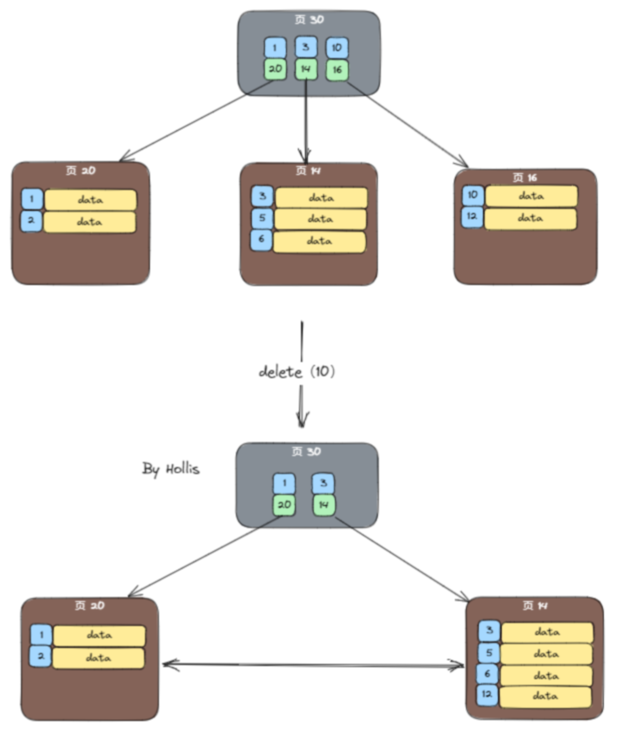 页 30
1 3 10
20 14 16
页 20
1 data
2 data
页 14
3 data
5 data
6 data
页 16
10 data
12 data
delete (10)
By Hollis
页 30
1 3
20 14
页 20
1 data
2 data
页 14
3 data
5 data
6 data
12 data